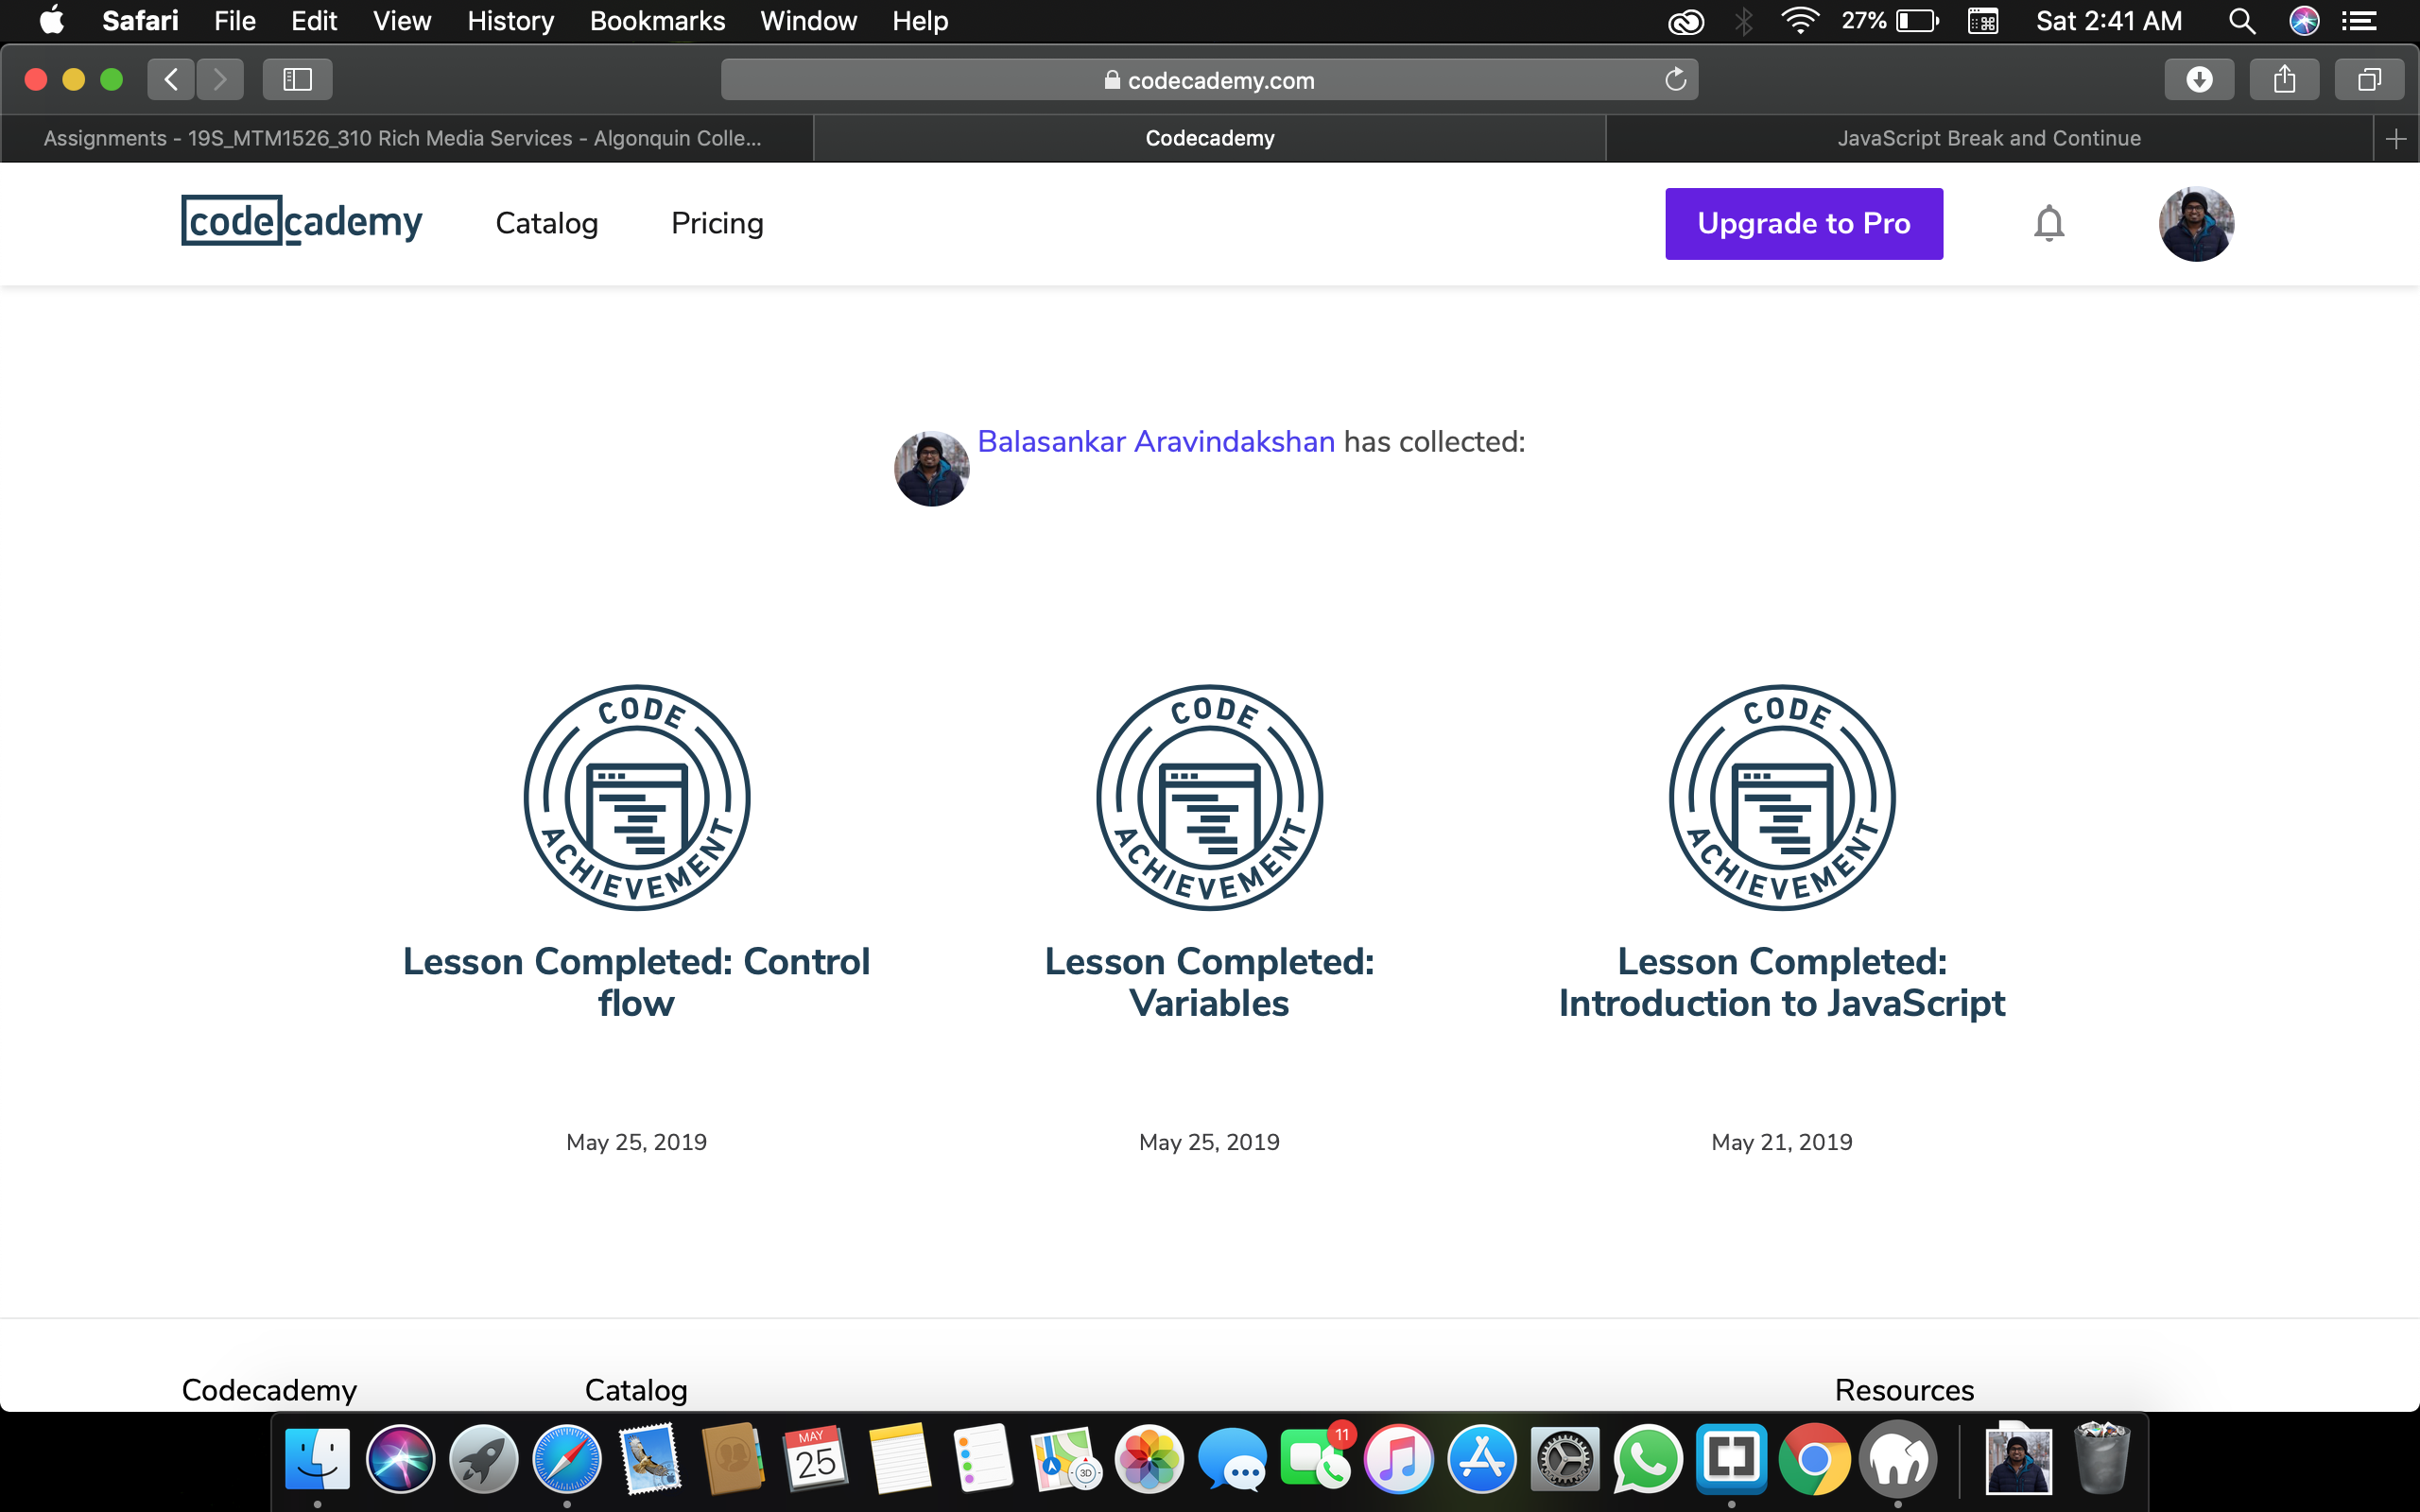 Safari File Edit View History Bookmarks Window Help 27% Sat 2:41 AM
codecademy.com
Assignments - 19S_MTM1526_310 Rich Media Services - Algonquin Colle... Codecademy JavaScript Break and Continue
codecademy Catalog Pricing Upgrade to Pro
Balasankar Aravindakshan has collected:
CODE ACHIEVEMENT
Lesson Completed: Control
flow
May 25, 2019
CODE ACHIEVEMENT
Lesson Completed:
Variables
May 25, 2019
CODE ACHIEVEMENT
Lesson Completed:
Introduction to JavaScript
May 21, 2019
Codecademy Catalog Resources
MAY
25
3D
11